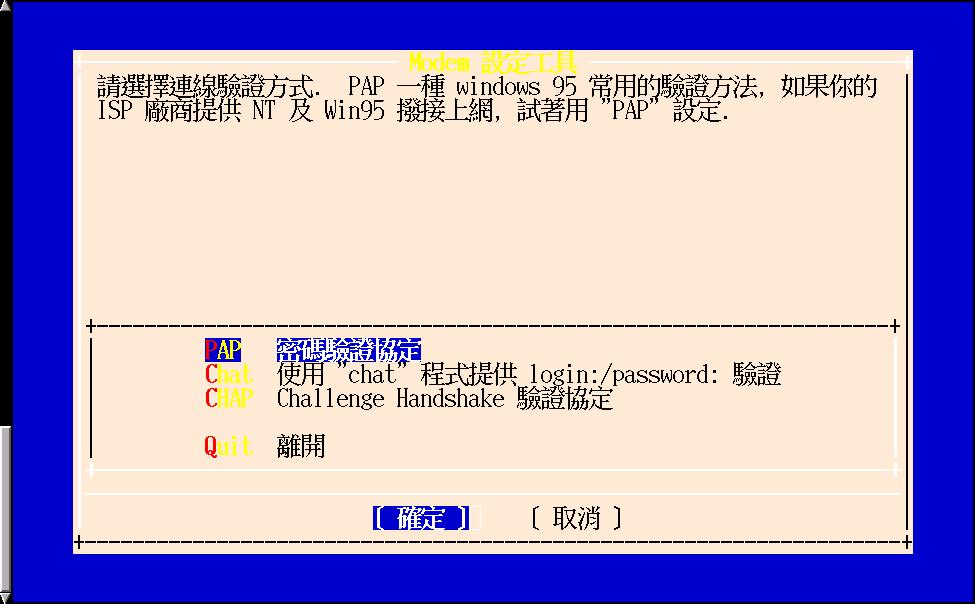 Modem 設定工具
請選擇連線驗證方式. PAP 一種 windows 95 常用的驗證方法, 如果你的
ISP 廠商提供 NT 及 Win95 撥接上網, 試著用 "PAP" 設定.
PAP 密碼驗證協定
Chat 使用 "chat" 程式提供 login:/password: 驗證
CHAP Challenge Handshake 驗證協定
Quit 離開
[ 確定 ] [ 取消 ]